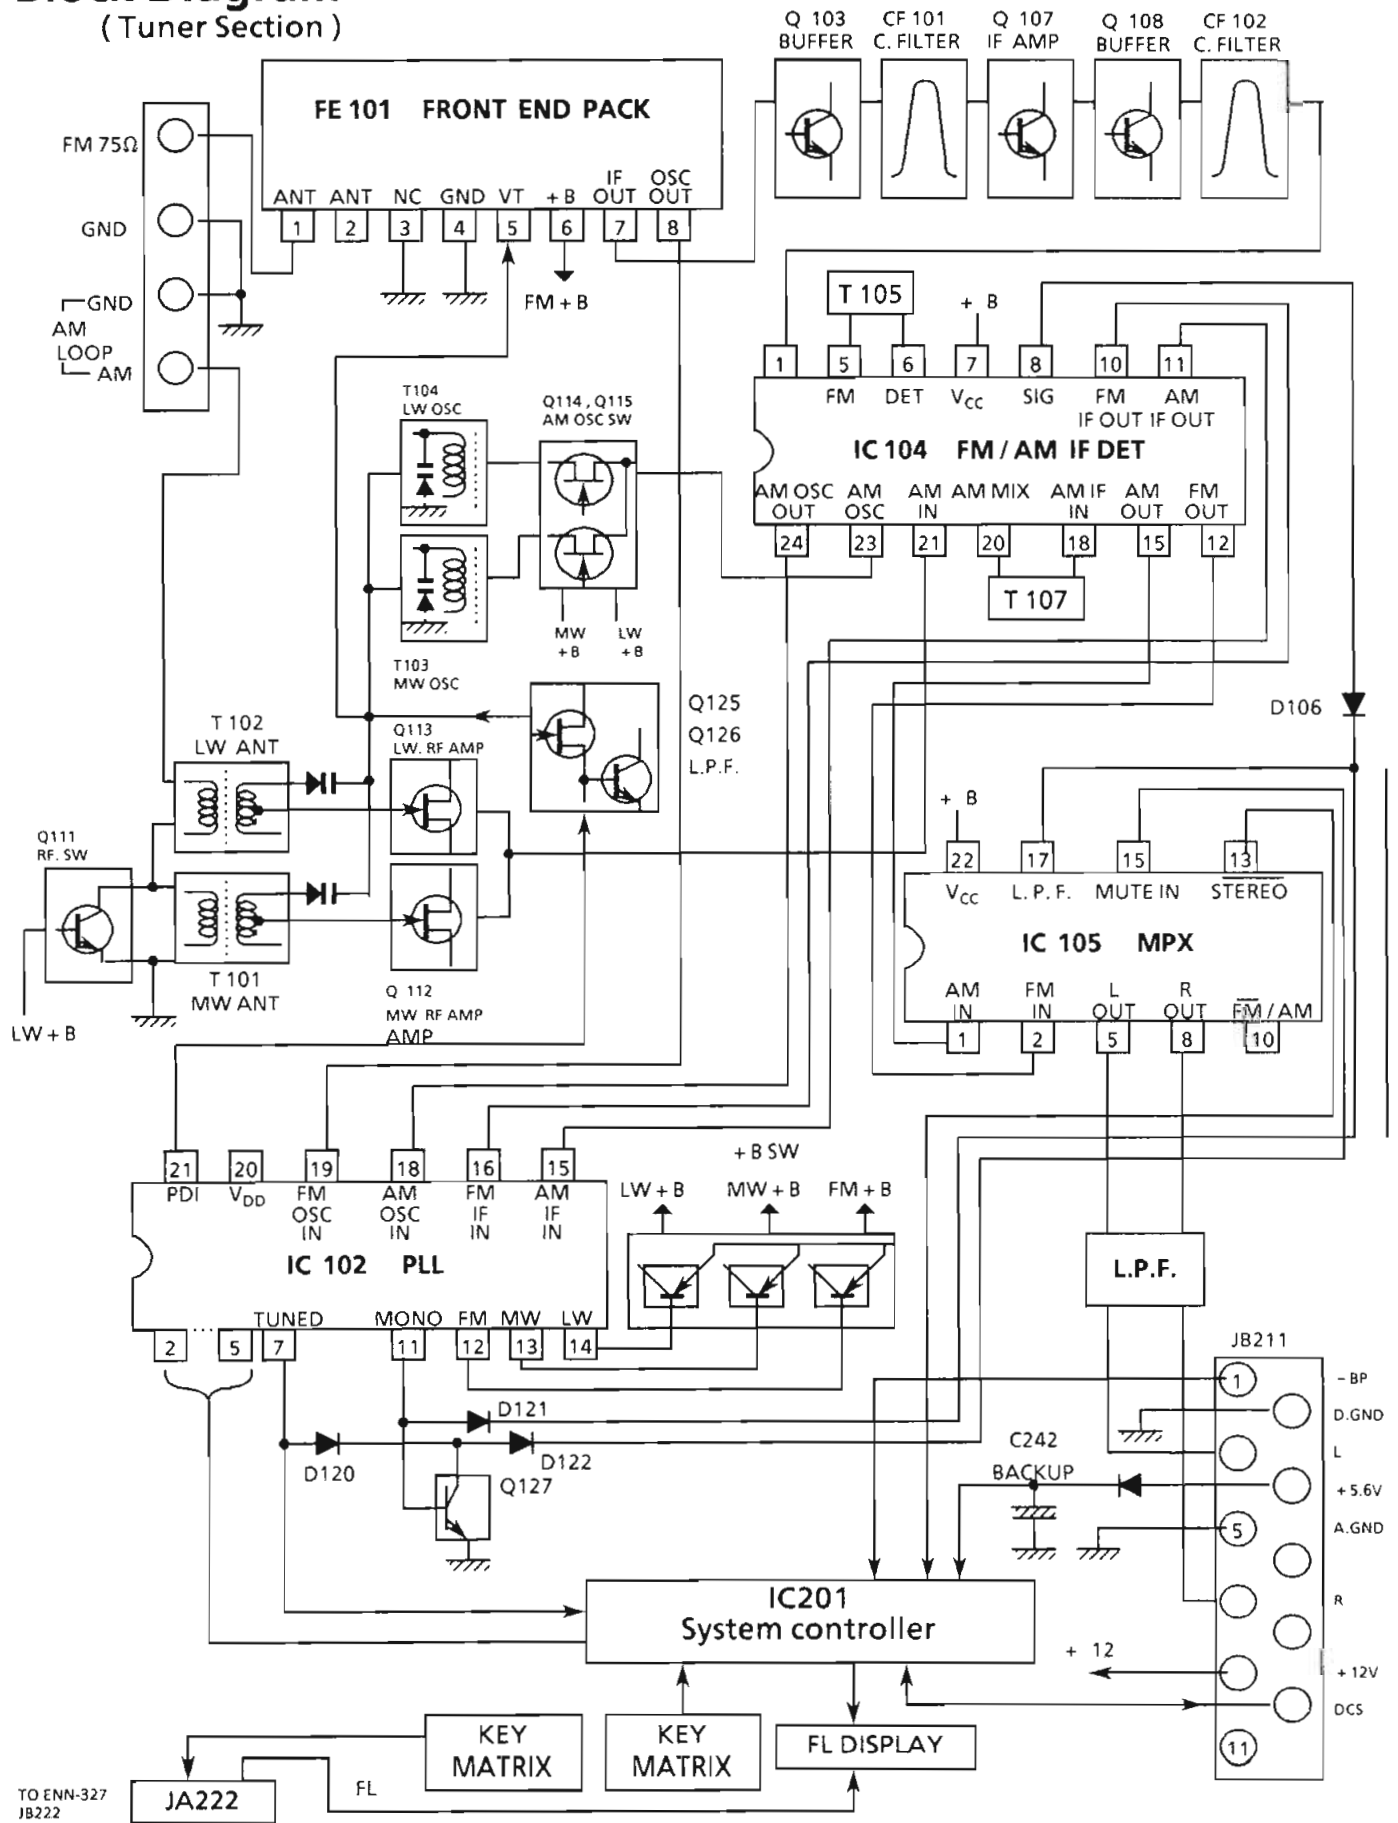 ( Tuner Section )
Q 103
BUFFER
CF 101
C. FILTER
Q 107
IF AMP
Q 108
BUFFER
CF 102
C. FILTER
FE 101 FRONT END PACK
ANT
ANT
NC
GND
VT
+B
IF
OUT
OSC
OUT
1
2
3
4
5
6
7
8
FM + B
FM 75Ω
GND
GND
AM
LOOP
AM
T 105
+ B
1
5
6
7
8
10
11
FM
DET
VCC
SIG
FM
IF OUT
AM
IF OUT
IC 104 FM / AM IF DET
AM OSC
OUT
AM
OSC
AM
IN
AM MIX
AM IF
IN
AM
OUT
FM
OUT
24
23
21
20
18
15
12
T 107
T104
LW OSC
Q114 , Q115
AM OSC SW
MW
+B
LW
+B
T103
MW OSC
Q125
Q126
L.P.F.
D106
T 102
LW ANT
Q113
LW. RF AMP
Q111
RF. SW
T 101
MW ANT
Q 112
MW RF AMP
AMP
LW + B
+ B
22
17
15
13
VCC
L. P. F.
MUTE IN
STEREO
IC 105 MPX
AM
IN
FM
IN
L
OUT
R
OUT
FM / AM
1
2
5
8
10
21
20
19
18
16
15
PDI
VDD
FM
OSC
IN
AM
OSC
IN
FM
IF
IN
AM
IF
IN
IC 102 PLL
TUNED
MONO
FM
MW
LW
2
...
5
7
11
12
13
14
+ B SW
LW + B
MW + B
FM + B
L.P.F.
D121
D120
D122
Q127
C242
BACKUP
JB211
1
- BP
D.GND
L
+ 5.6V
5
A.GND
R
+ 12V
DCS
11
+ 12
IC201
System controller
KEY
MATRIX
KEY
MATRIX
FL DISPLAY
FL
TO ENN-327
JB222
JA222